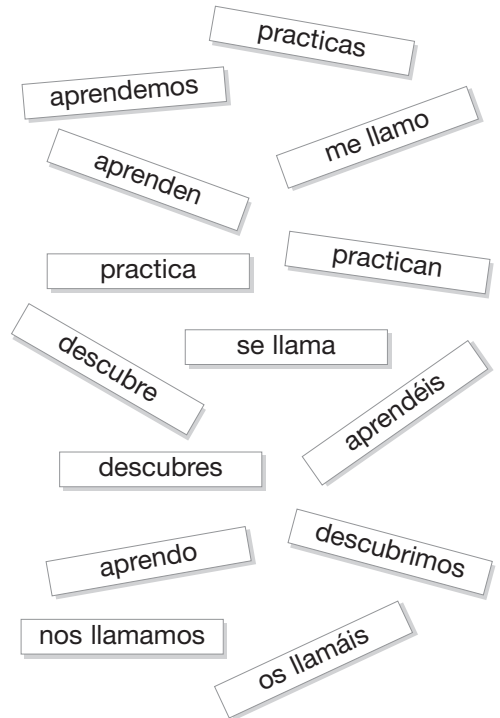 practicas
aprendemos
me llamo
aprenden
practica
practican
descubre
se llama
aprendéis
descubres
aprendo
descubrimos
nos llamamos
os llamáis